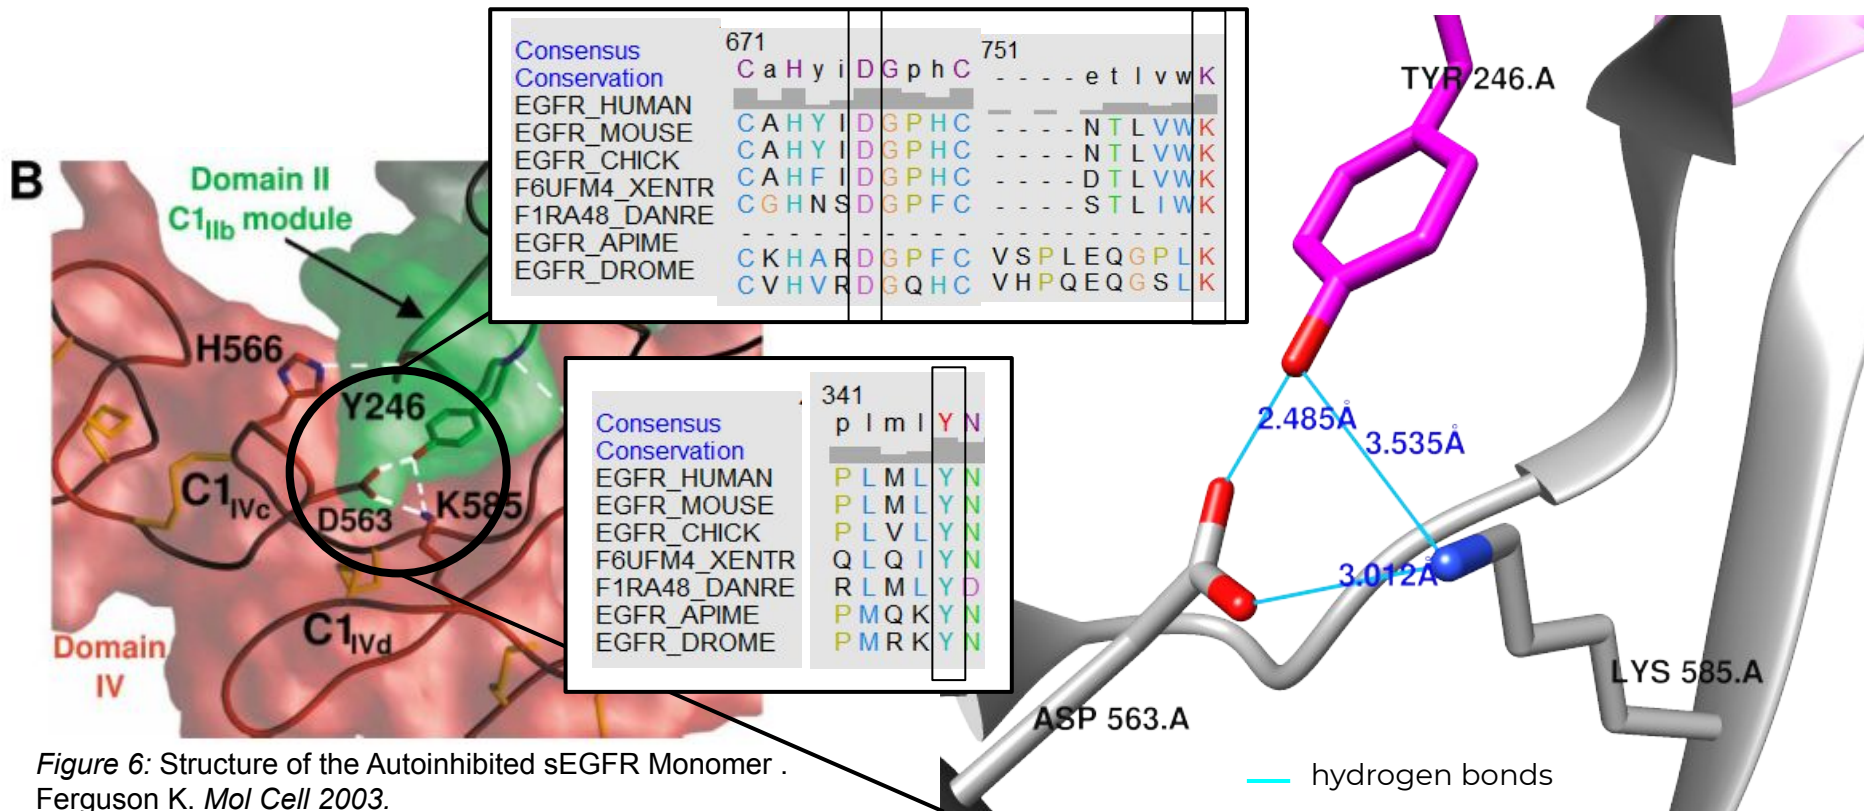 Consensus
Conservation
EGFR_HUMAN
EGFR_MOUSE
EGFR_CHICK
F6UFM4_XENTR
F1RA48_DANRE
EGFR_APIME
EGFR_DROME
671
C a H y i D G p h C
C A H Y I D G P H C
C A H Y I D G P H C
C A H F I D G P H C
C G H N S D G P F C
- - - - - - - - - -
C K H A R D G P F C
C V H V R D G Q H C
751
- - - - e t l v w K
- - - - N T L V W K
- - - - N T L V W K
- - - - D T L V W K
- - - - S T L I W K
- - - - - - - - - -
V S P L E Q G P L K
V H P Q E Q G S L K
B
Domain II
C1IIb module
H566
Y246
C1IVc
D563
K585
C1IVd
Domain
IV
341
Consensus p l m l Y N
Conservation
EGFR_HUMAN P L M L Y N
EGFR_MOUSE P L M L Y N
EGFR_CHICK P L V L Y N
F6UFM4_XENTR Q L Q I Y N
F1RA48_DANRE R L M L Y D
EGFR_APIME P M Q K Y N
EGFR_DROME P M R K Y N
TYR 246.A
2.485Å
3.535Å
3.012Å
LYS 585.A
ASP 563.A
hydrogen bonds
Figure 6: Structure of the Autoinhibited sEGFR Monomer .
Ferguson K. Mol Cell 2003.